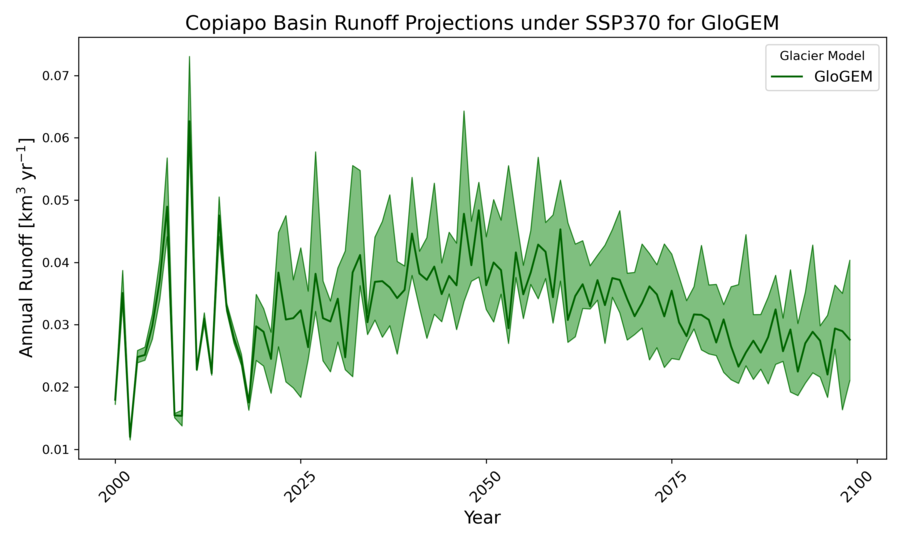 Copiapo Basin Runoff Projections under SSP370 for GloGEM
Glacier Model
GloGEM
Annual Runoff [km³ yr⁻¹]
0.07
0.06
0.05
0.04
0.03
0.02
0.01
2000
2025
2050
2075
2100
Year